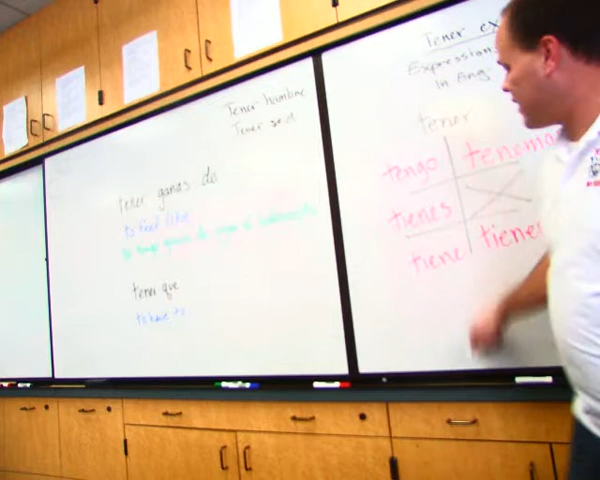 Tener hambre
Tener sed
tener ganas de
to feel like
tener que
to have to
Tener ex
Expression
in Eng
tener
tengo tenemos
tienes
tiene tienen